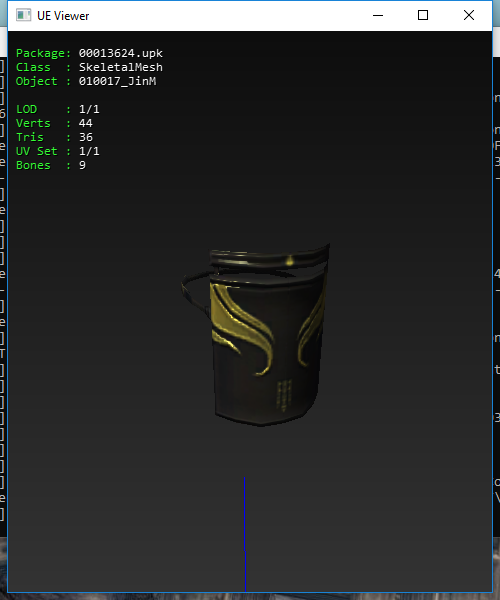 UE Viewer
Package: 00013624.upk
Class : SkeletalMesh
Object : 010017_JinM
LOD : 1/1
Verts : 44
Tris : 36
UV Set : 1/1
Bones : 9